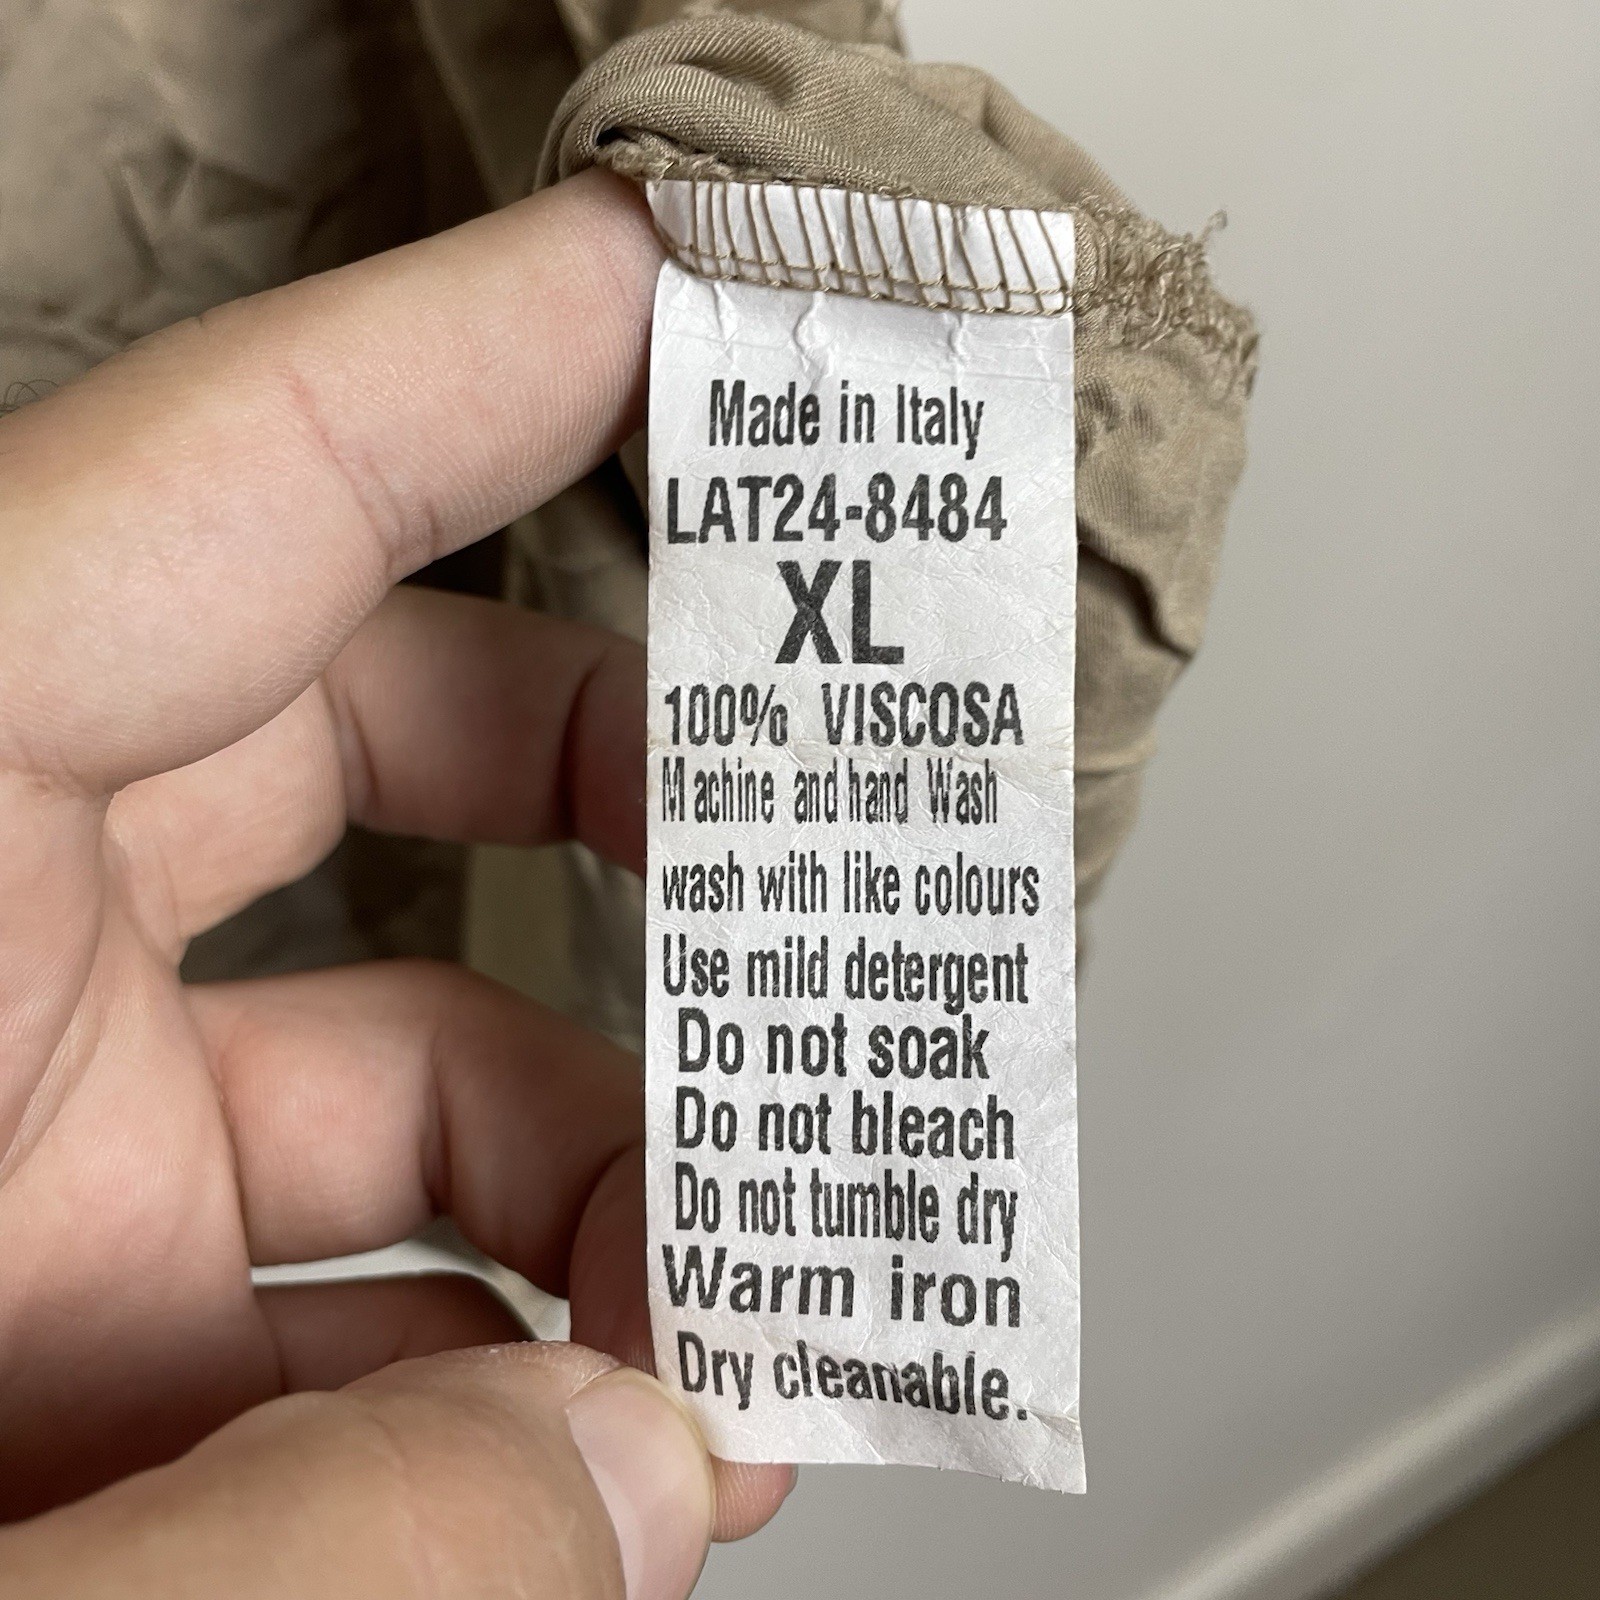 Made in Italy
LAT24-8484
XL
100% VISCOSA
Machine and hand Wash
wash with like colours
Use mild detergent
Do not soak
Do not bleach
Do not tumble dry
Warm iron
Dry cleanable.